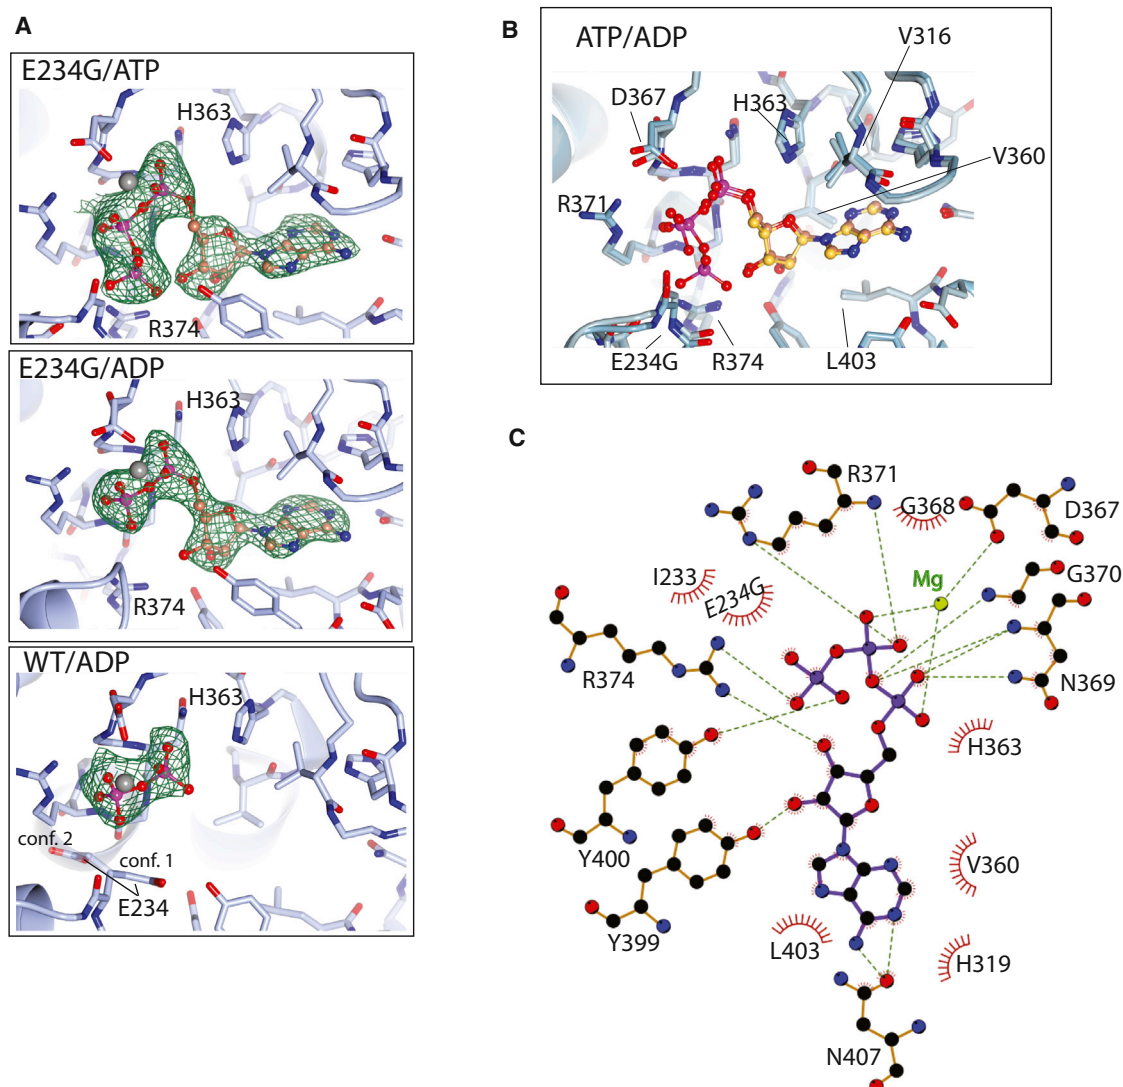 A
E234G/ATP
H363
R374
E234G/ADP
H363
R374
WT/ADP
H363
conf. 2
conf. 1
E234
B
ATP/ADP
V316
D367
H363
V360
R371
E234G
R374
L403
C
R371
G368
D367
Mg
G370
I233
E234G
R374
N369
H363
Y400
V360
Y399
L403
H319
N407